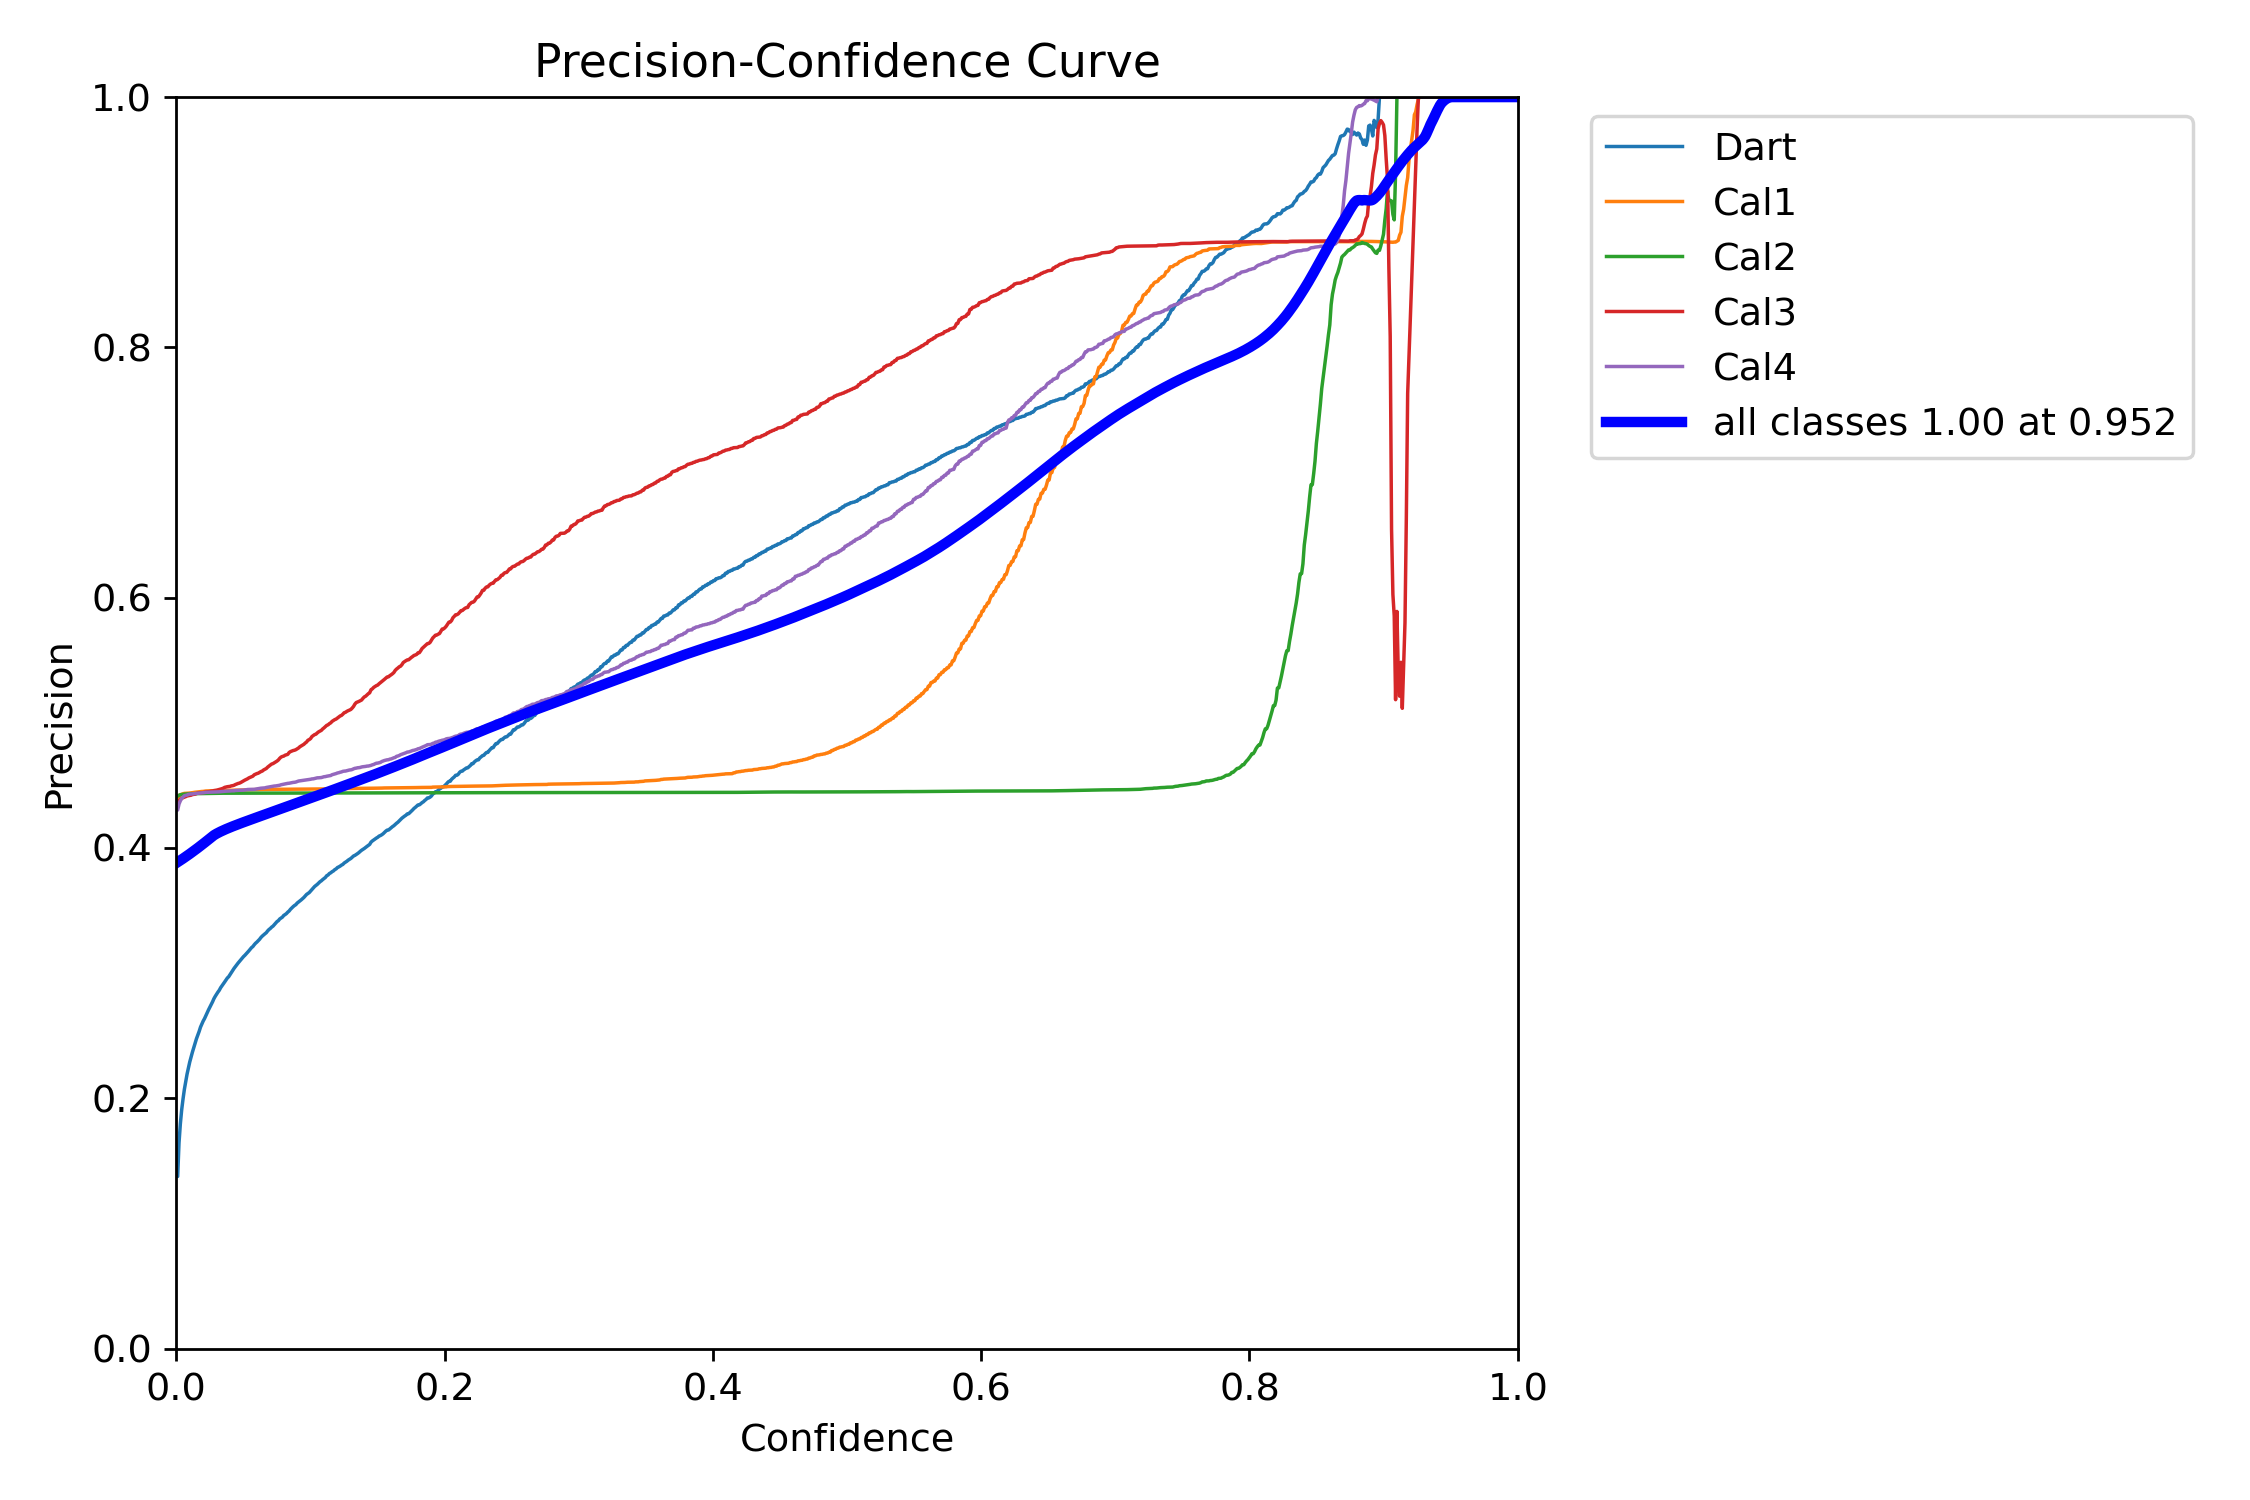 Precision-Confidence Curve
1.0
0.8
0.6
0.4
0.2
0.0
Precision
0.0 0.2 0.4 0.6 0.8 1.0
Confidence
Dart
Cal1
Cal2
Cal3
Cal4
all classes 1.00 at 0.952